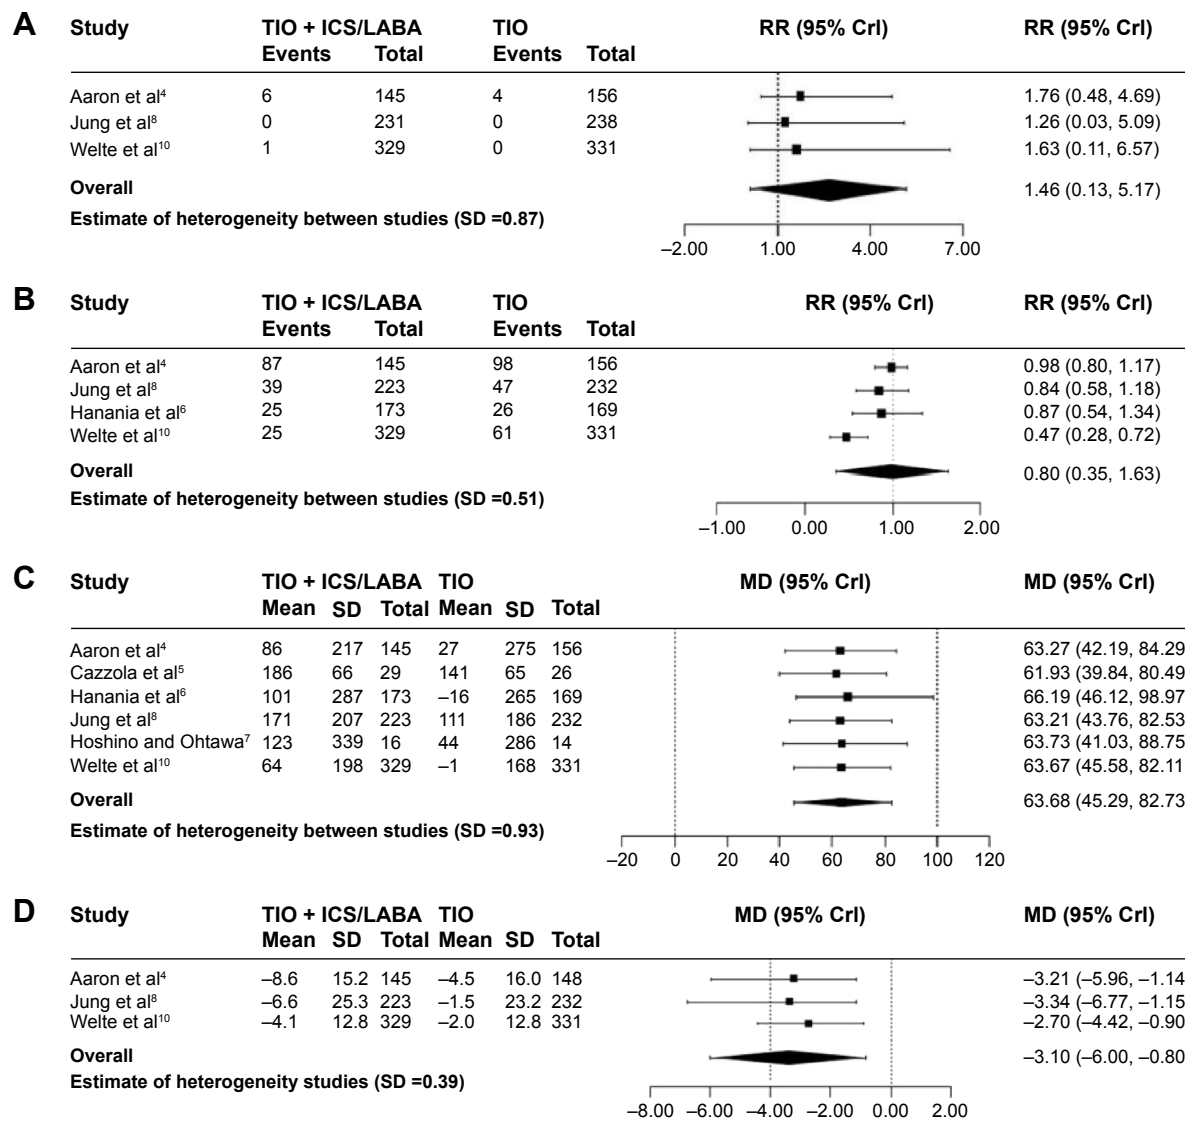 A Study TIO + ICS/LABA TIO RR (95% CrI) RR (95% CrI)
Events Total Events Total
Aaron et al⁴ 6 145 4 156 1.76 (0.48, 4.69)
Jung et al⁸ 0 231 0 238 1.26 (0.03, 5.09)
Welte et al¹⁰ 1 329 0 331 1.63 (0.11, 6.57)
Overall 1.46 (0.13, 5.17)
Estimate of heterogeneity between studies (SD =0.87)
–2.00 1.00 4.00 7.00
B Study TIO + ICS/LABA TIO RR (95% CrI) RR (95% CrI)
Events Total Events Total
Aaron et al⁴ 87 145 98 156 0.98 (0.80, 1.17)
Jung et al⁸ 39 223 47 232 0.84 (0.58, 1.18)
Hanania et al⁶ 25 173 26 169 0.87 (0.54, 1.34)
Welte et al¹⁰ 25 329 61 331 0.47 (0.28, 0.72)
Overall 0.80 (0.35, 1.63)
Estimate of heterogeneity between studies (SD =0.51)
–1.00 0.00 1.00 2.00
C Study TIO + ICS/LABA TIO MD (95% CrI) MD (95% CrI)
Mean SD Total Mean SD Total
Aaron et al⁴ 86 217 145 27 275 156 63.27 (42.19, 84.29
Cazzola et al⁵ 186 66 29 141 65 26 61.93 (39.84, 80.49
Hanania et al⁶ 101 287 173 –16 265 169 66.19 (46.12, 98.97
Jung et al⁸ 171 207 223 111 186 232 63.21 (43.76, 82.53
Hoshino and Ohtawa⁷ 123 339 16 44 286 14 63.73 (41.03, 88.75
Welte et al¹⁰ 64 198 329 –1 168 331 63.67 (45.58, 82.11
Overall 63.68 (45.29, 82.73
Estimate of heterogeneity between studies (SD =0.93)
–20 0 20 40 60 80 100 120
D Study TIO + ICS/LABA TIO MD (95% CrI) MD (95% CrI)
Mean SD Total Mean SD Total
Aaron et al⁴ –8.6 15.2 145 –4.5 16.0 148 –3.21 (–5.96, –1.14
Jung et al⁸ –6.6 25.3 223 –1.5 23.2 232 –3.34 (–6.77, –1.15
Welte et al¹⁰ –4.1 12.8 329 –2.0 12.8 331 –2.70 (–4.42, –0.90
Overall –3.10 (–6.00, –0.80
Estimate of heterogeneity studies (SD =0.39)
–8.00 –6.00 –4.00 –2.00 0.00 2.00